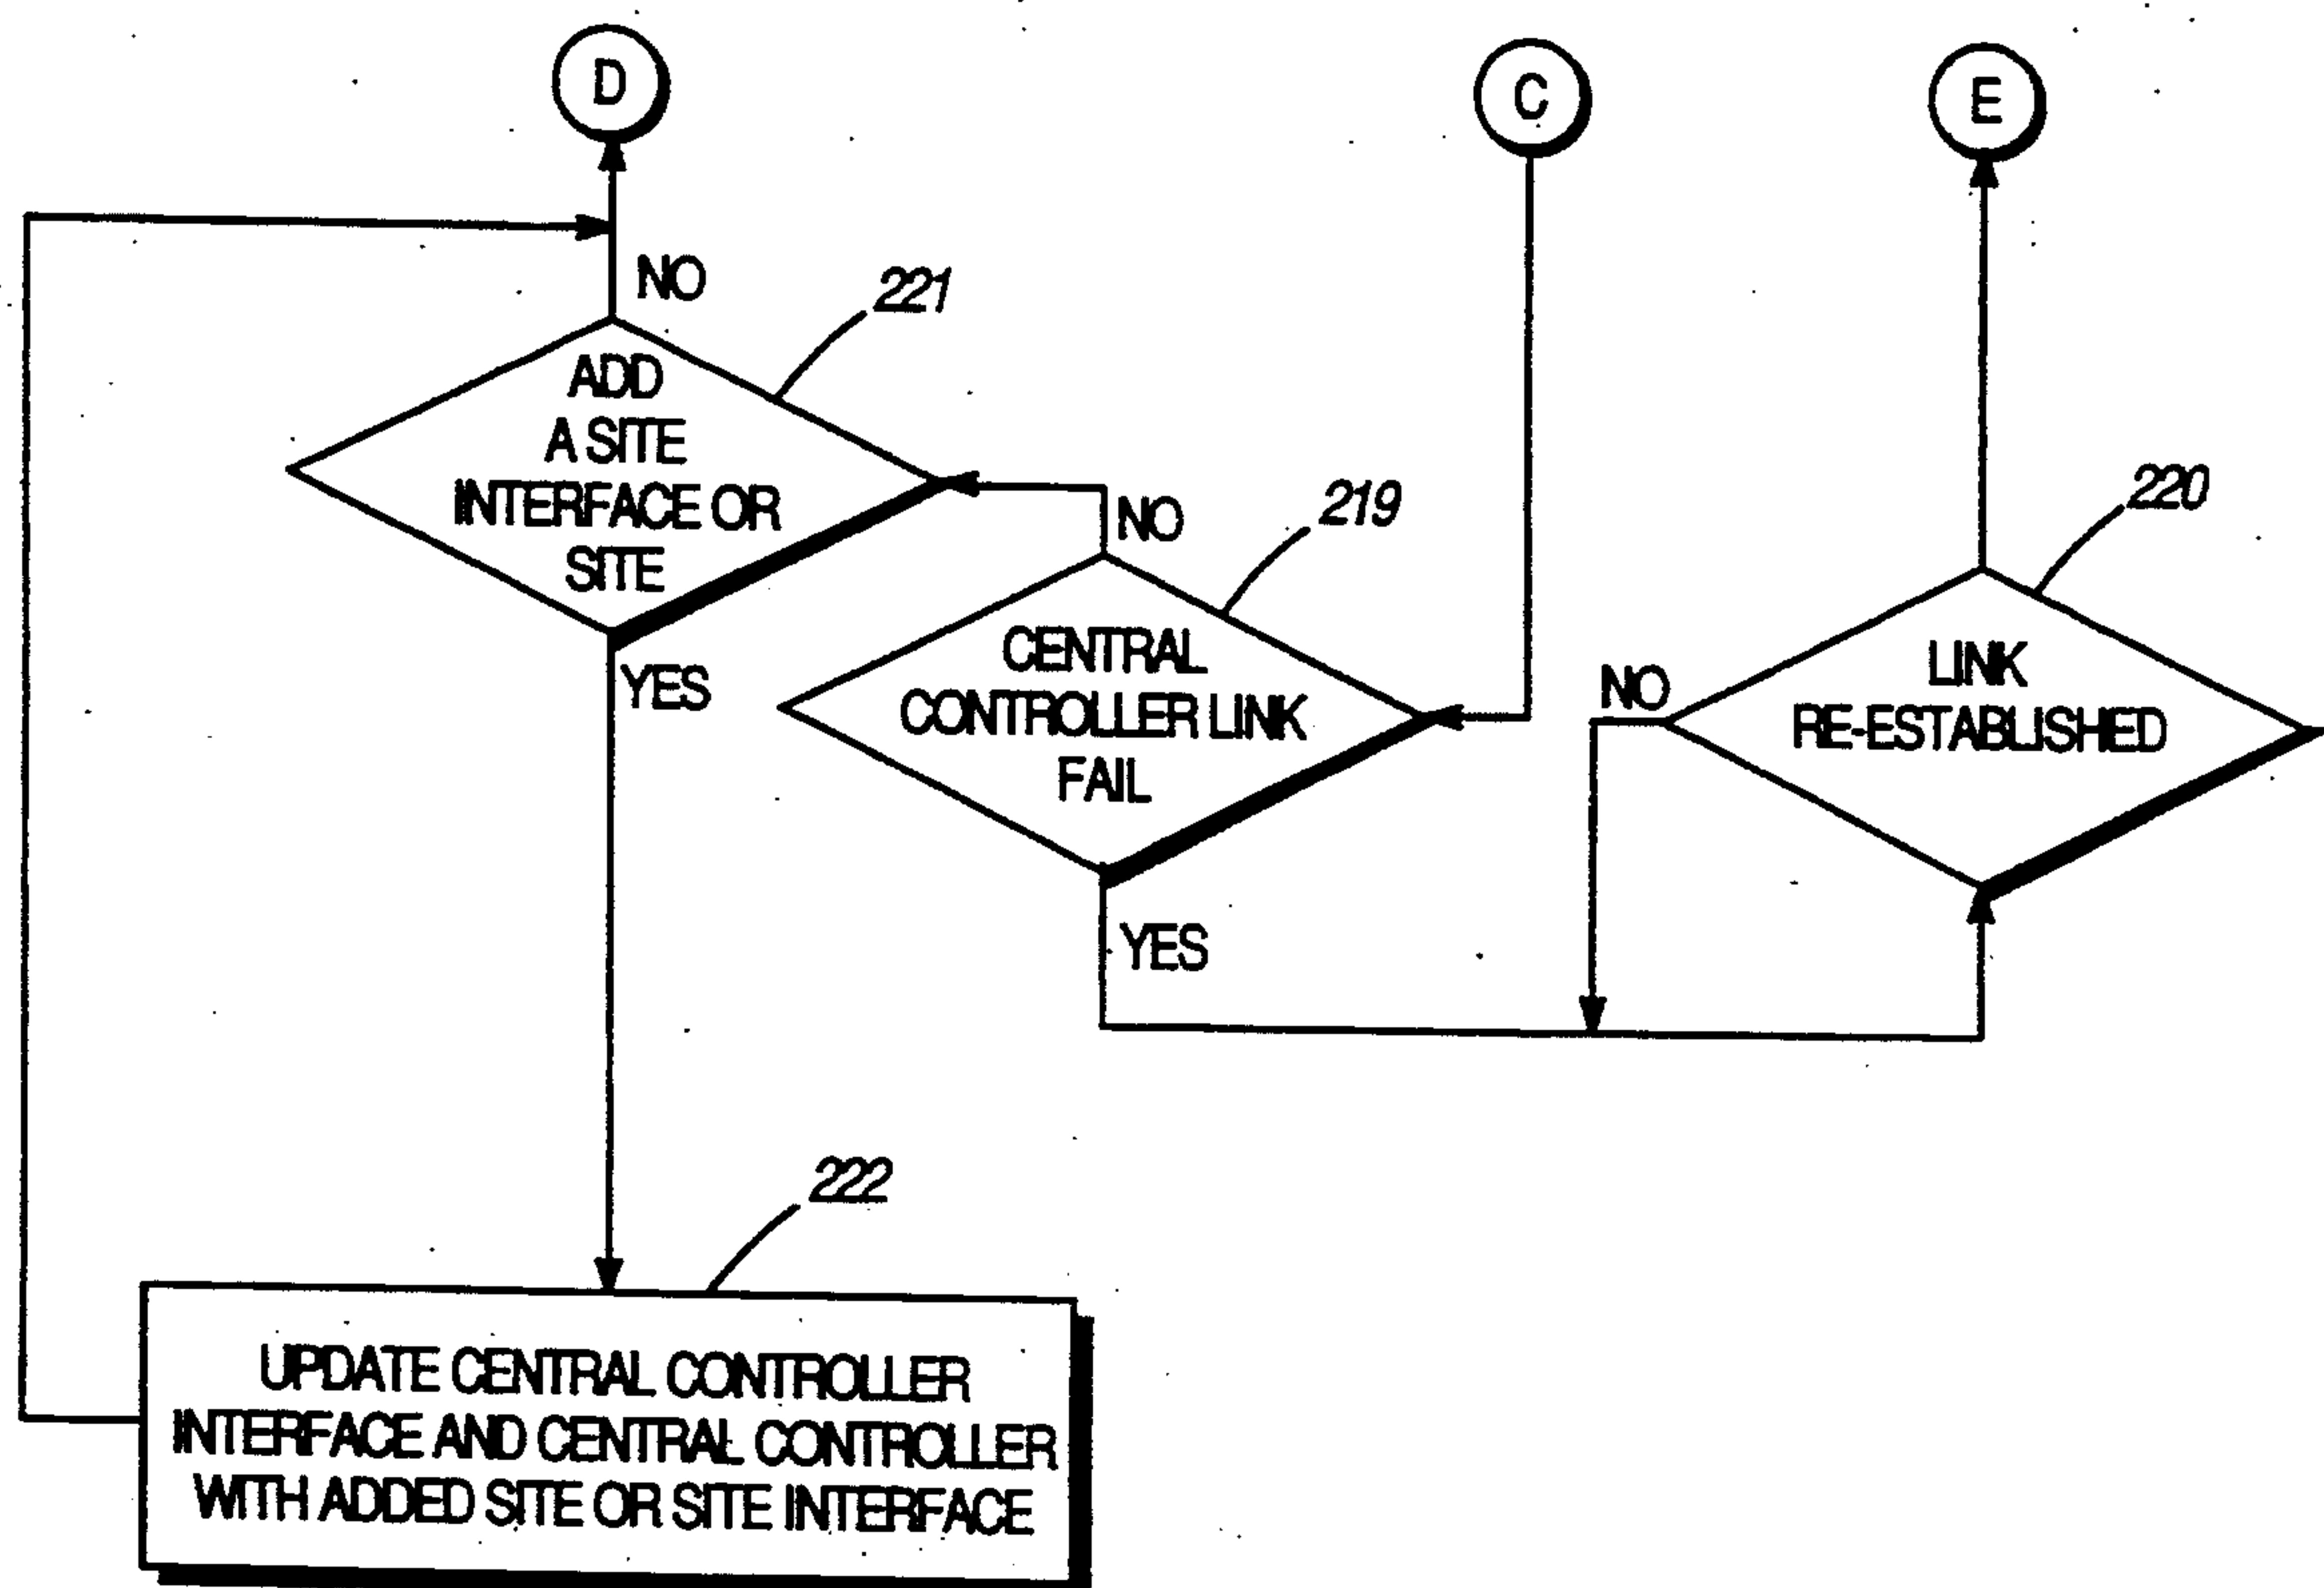 D
C
E
NO
221
ADD
A SITE
INTERFACE OR
SITE
YES
NO
219
CENTRAL
CONTROLLER LINK
FAIL
YES
220
NO
LINK
RE-ESTABLISHED
222
UPDATE CENTRAL CONTROLLER
INTERFACE AND CENTRAL CONTROLLER
WITH ADDED SITE OR SITE INTERFACE